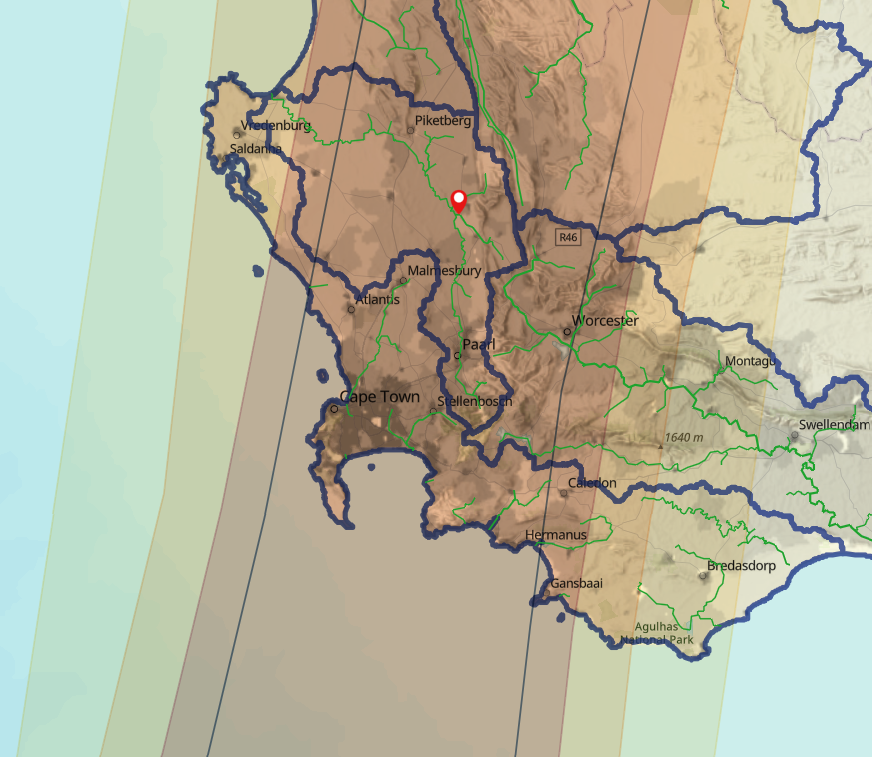 Piketberg
Vredenburg
Saldanha
R46
Malmesbury
Atlantis
Worcester
Paarl
Montagu
Cape Town
Stellenbosch
Swellendam
1640 m
Caledon
Hermanus
Bredasdorp
Gansbaai
Agulhas
National Park